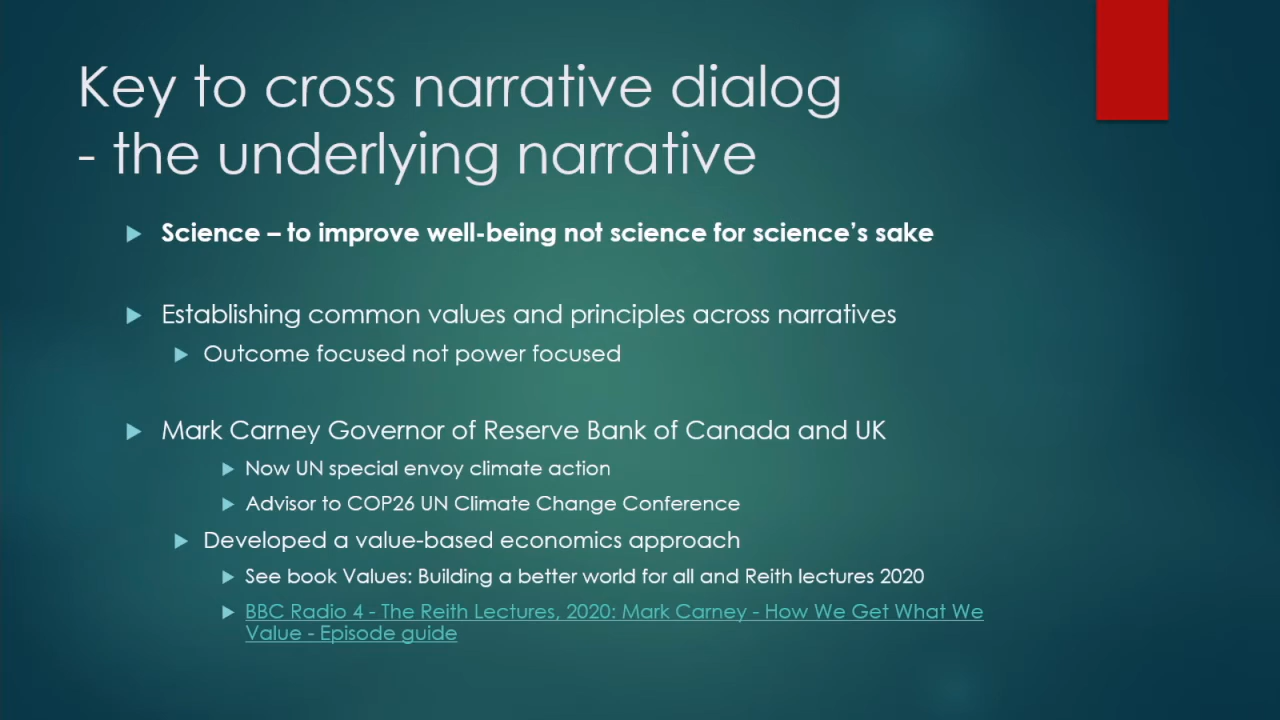 Key to cross narrative dialog
- the underlying narrative
Science – to improve well-being not science for science’s sake
Establishing common values and principles across narratives
Outcome focused not power focused
Mark Carney Governor of Reserve Bank of Canada and UK
Now UN special envoy climate action
Advisor to COP26 UN Climate Change Conference
Developed a value-based economics approach
See book Values: Building a better world for all and Reith lectures 2020
BBC Radio 4 - The Reith Lectures, 2020: Mark Carney - How We Get What We
Value - Episode guide